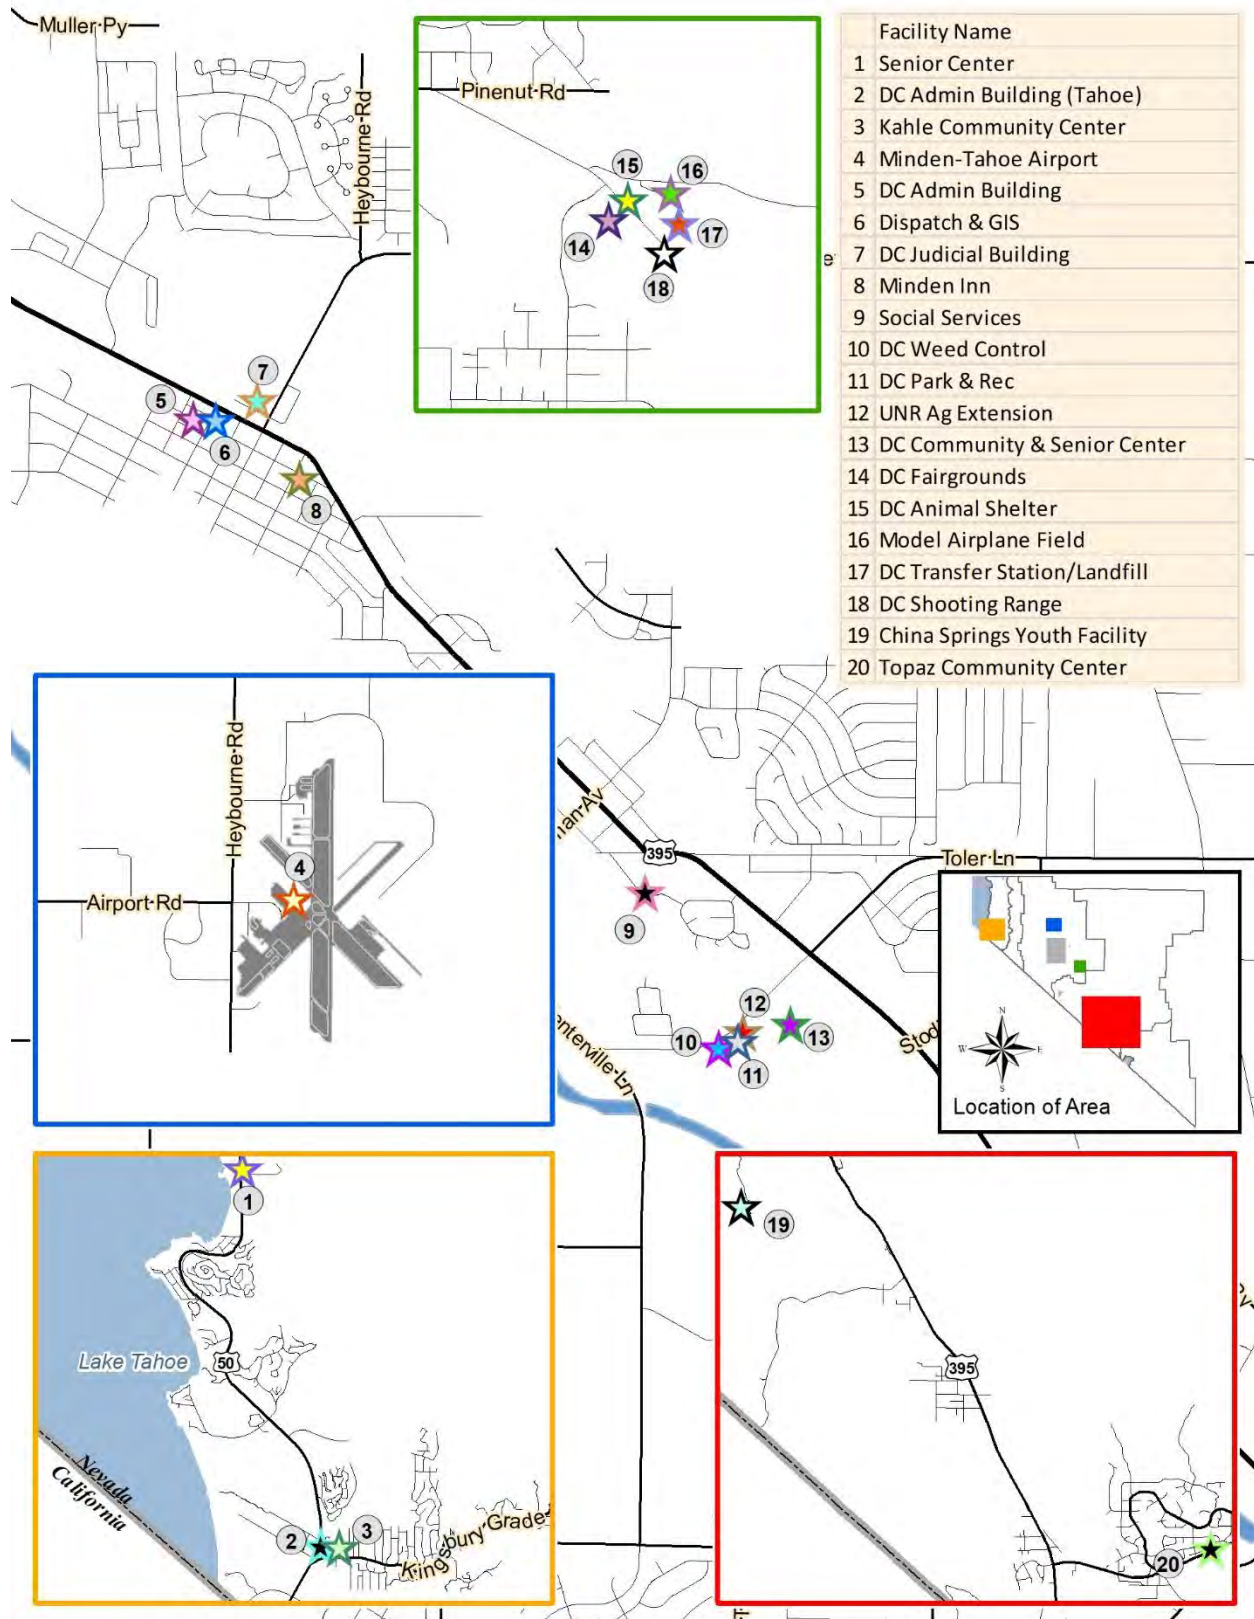 Muller Py
Heybourne Rd
5
6
7
8
Pinenut Rd
15
16
14
17
18
Facility Name
1 Senior Center
2 DC Admin Building (Tahoe)
3 Kahle Community Center
4 Minden-Tahoe Airport
5 DC Admin Building
6 Dispatch & GIS
7 DC Judicial Building
8 Minden Inn
9 Social Services
10 DC Weed Control
11 DC Park & Rec
12 UNR Ag Extension
13 DC Community & Senior Center
14 DC Fairgrounds
15 DC Animal Shelter
16 Model Airplane Field
17 DC Transfer Station/Landfill
18 DC Shooting Range
19 China Springs Youth Facility
20 Topaz Community Center
Heybourne Rd
Airport Rd
4
395
Toler Ln
9
12
10
13
11
N
W
E
S
Location of Area
1
Lake Tahoe
50
Nevada
California
2
3
Kingsbury Grade
19
395
20